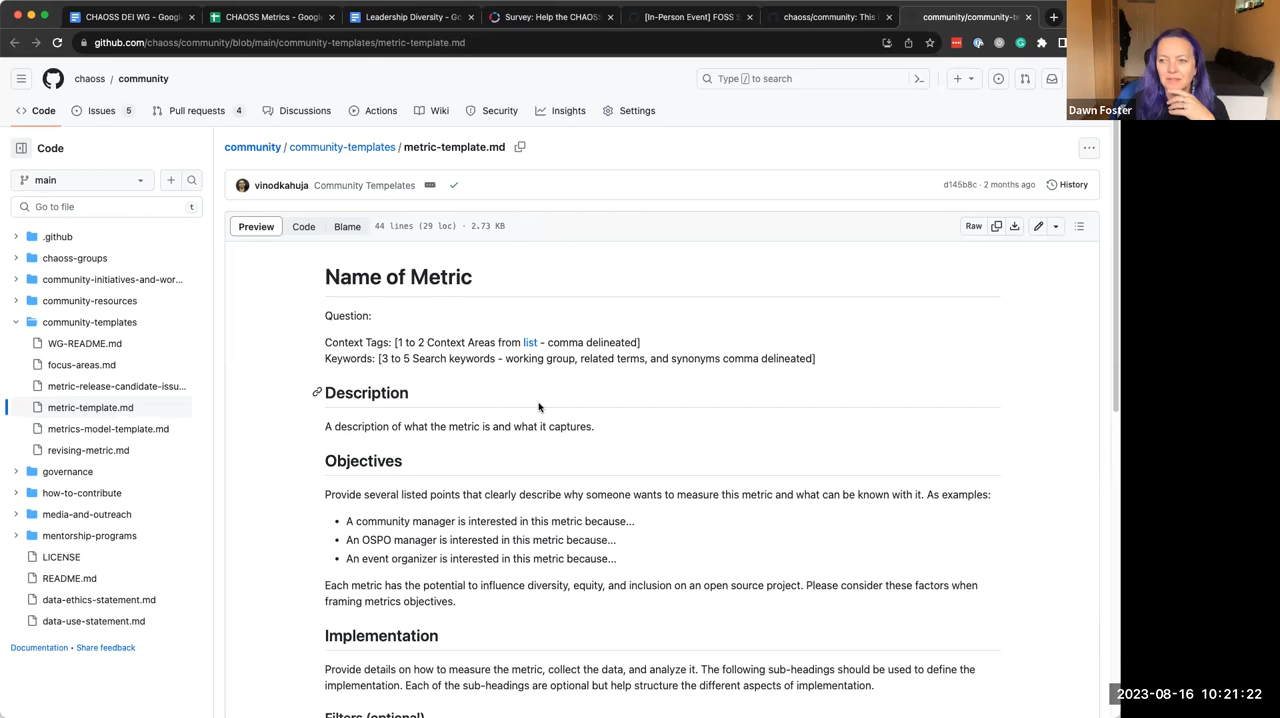 CHAOSS DEI WG - Google
CHAOSS Metrics - Google
Leadership Diversity - Go
Survey: Help the CHAOSS
[In-Person Event] FOSS S
chaoss/community: This
community/community-te
github.com/chaoss/community/blob/main/community-templates/metric-template.md
chaoss / community
Type / to search
Code
Issues 5
Pull requests 4
Discussions
Actions
Wiki
Security
Insights
Settings
Dawn Foster
Code
main
Go to file t
.github
chaoss-groups
community-initiatives-and-wor...
community-resources
community-templates
WG-README.md
focus-areas.md
metric-release-candidate-issu...
metric-template.md
metrics-model-template.md
revising-metric.md
governance
how-to-contribute
media-and-outreach
mentorship-programs
LICENSE
README.md
data-ethics-statement.md
data-use-statement.md
Documentation • Share feedback
community / community-templates / metric-template.md
vinodkahuja Community Tempelates
d145b8c · 2 months ago History
Preview Code Blame 44 lines (29 loc) · 2.73 KB
Raw
Name of Metric
Question:
Context Tags: [1 to 2 Context Areas from list - comma delineated]
Keywords: [3 to 5 Search keywords - working group, related terms, and synonyms comma delineated]
Description
A description of what the metric is and what it captures.
Objectives
Provide several listed points that clearly describe why someone wants to measure this metric and what can be known with it. As examples:
• A community manager is interested in this metric because...
• An OSPO manager is interested in this metric because...
• An event organizer is interested in this metric because...
Each metric has the potential to influence diversity, equity, and inclusion on an open source project. Please consider these factors when
framing metrics objectives.
Implementation
Provide details on how to measure the metric, collect the data, and analyze it. The following sub-headings should be used to define the
implementation. Each of the sub-headings are optional but help structure the different aspects of implementation.
Filters (optional)
2023-08-16 10:21:22